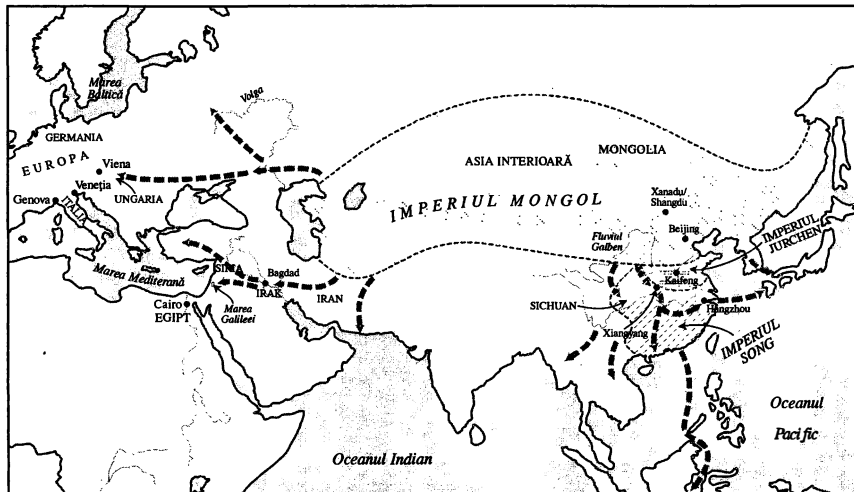 Marea
Baltică
Volga
GERMANIA
EUROPA
Viena
Veneția
UNGARIA
Genova
ITALIA
Marea Mediterană
Cairo
EGIPT
SIRIA
Bagdad
IRAK
IRAN
Marea
Galileei
ASIA INTERIOARĂ
MONGOLIA
IMPERIUL MONGOL
Xanadu/
Shangdu
Beijing
Fluviul
Galben
IMPERIUL
JURCHEN
Kaifeng
SICHUAN
Hangzhou
Xiangyang
IMPERIUL
SONG
Oceanul
Pacific
Oceanul Indian